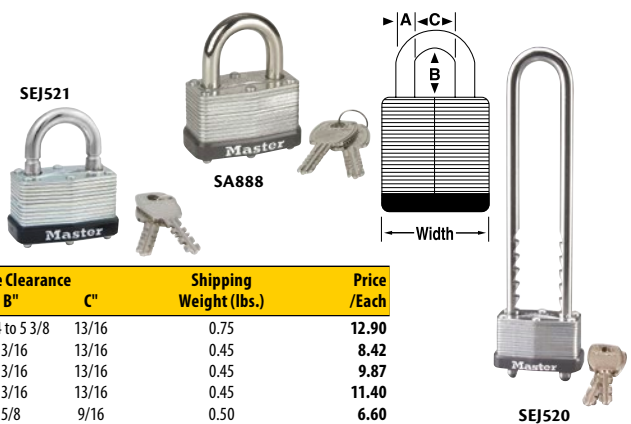 A C
B
SEJ521
Master
SA888
Master
Width
Clearance Shipping Price
B" C" Weight (lbs.) /Each
to 5 3/8 13/16 0.75 12.90
3/16 13/16 0.45 8.42
3/16 13/16 0.45 9.87
3/16 13/16 0.45 11.40
5/8 9/16 0.50 6.60
Master
SEJ520